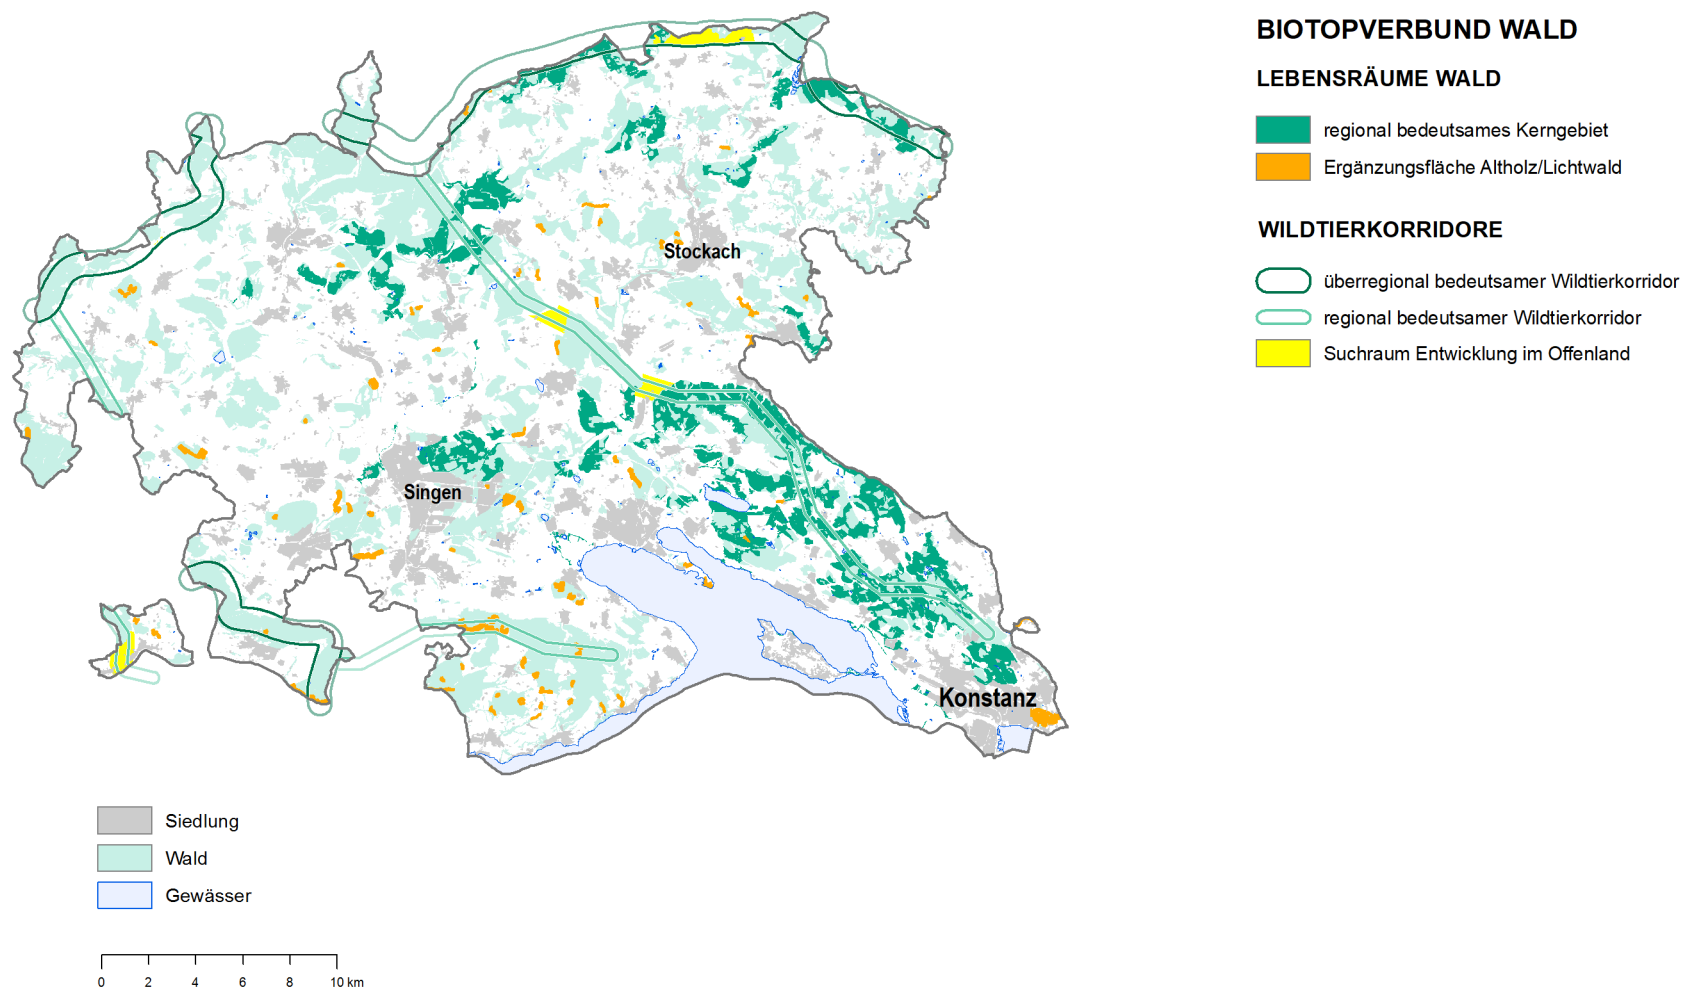 BIOTOPVERBUND WALD
LEBENSRÄUME WALD
regional bedeutsames Kerngebiet
Ergänzungsfläche Altholz/Lichtwald
WILDTIERKORRIDORE
überregional bedeutsamer Wildtierkorridor
regional bedeutsamer Wildtierkorridor
Suchraum Entwicklung im Offenland
Stockach
Singen
Konstanz
Siedlung
Wald
Gewässer
0 2 4 6 8 10 km